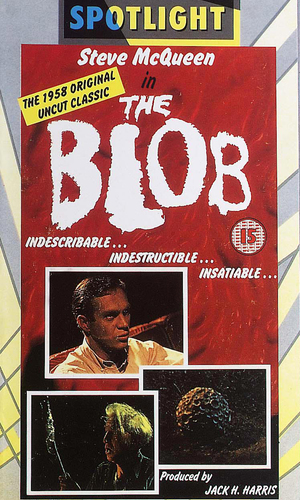 SPOTLIGHT
Steve McQueen
in
THE 1958 ORIGINAL
UNCUT CLASSIC
THE
BLOB
INDESCRIBABLE...
INDESTRUCTIBLE...
INSATIABLE...
15
Produced by
JACK H. HARRIS